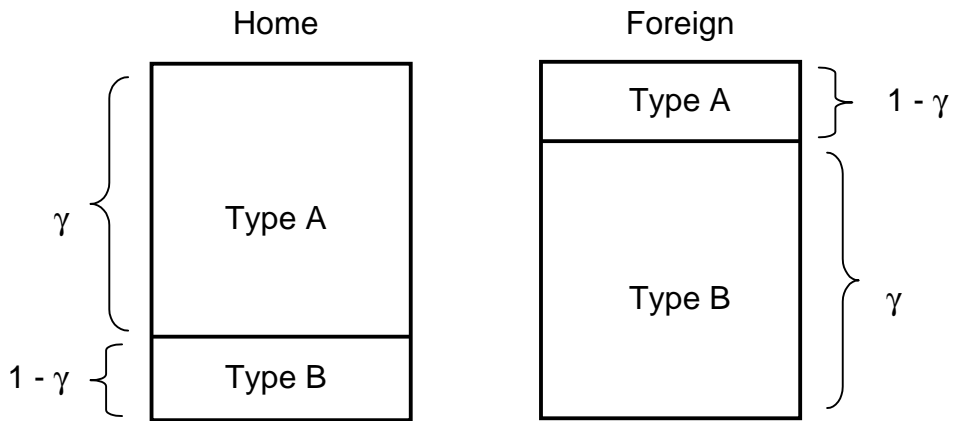 Home
Foreign
Type A
1 - γ
γ
Type A
Type B
γ
1 - γ
Type B